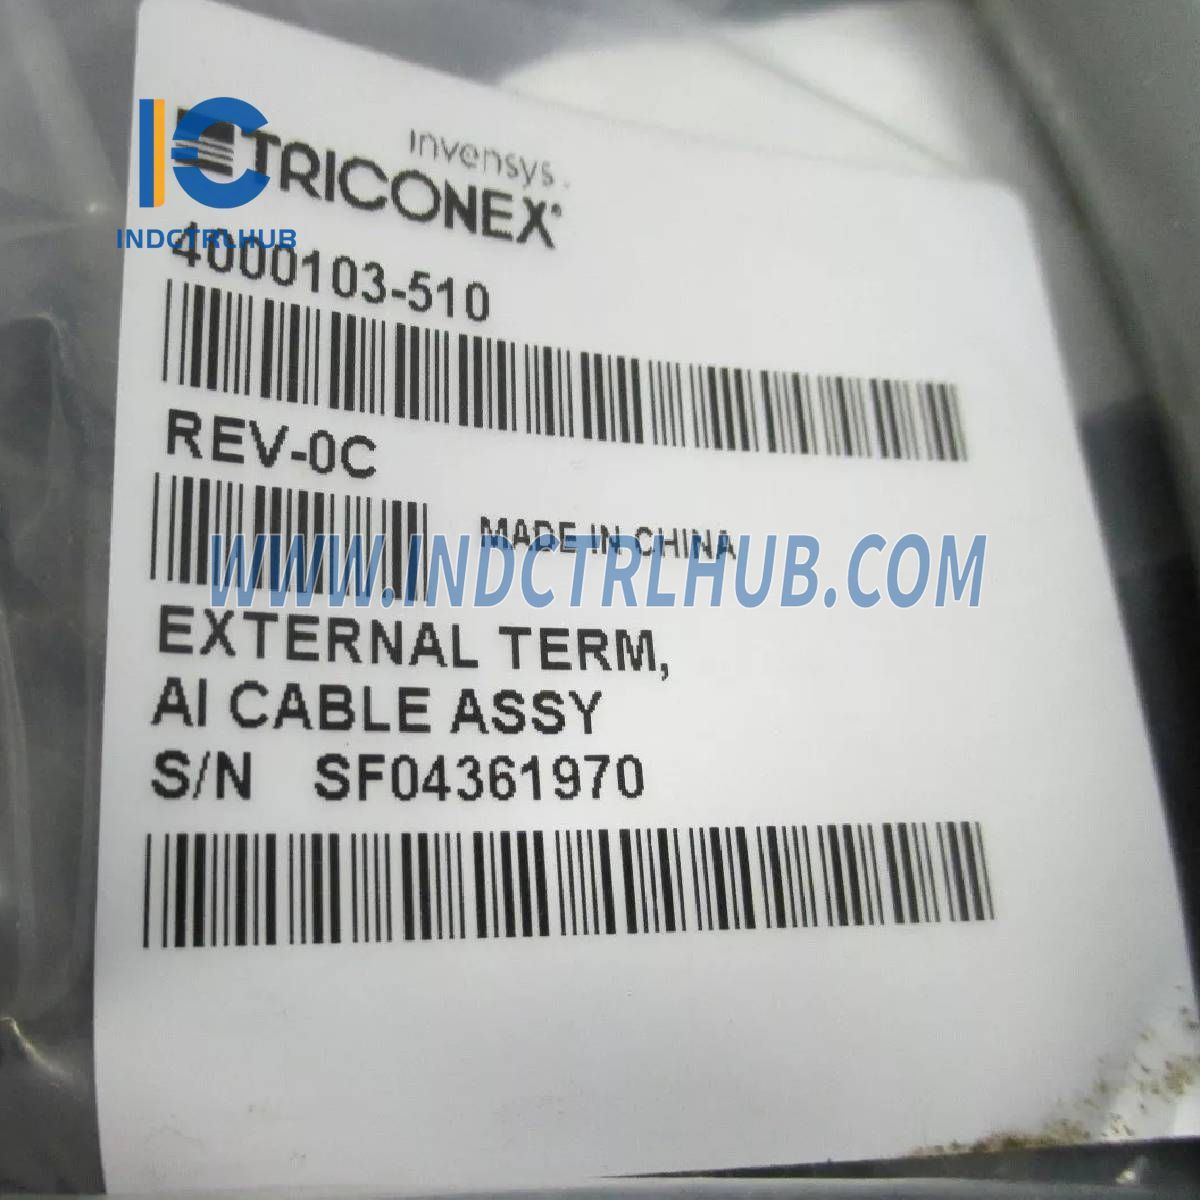 invensys.
TRICONEX®
INDCTRLHUB
4000103-510
REV-0C
MADE IN CHINA
WWW.INDCTRLHUB.COM
EXTERNAL TERM,
AI CABLE ASSY
S/N SF04361970